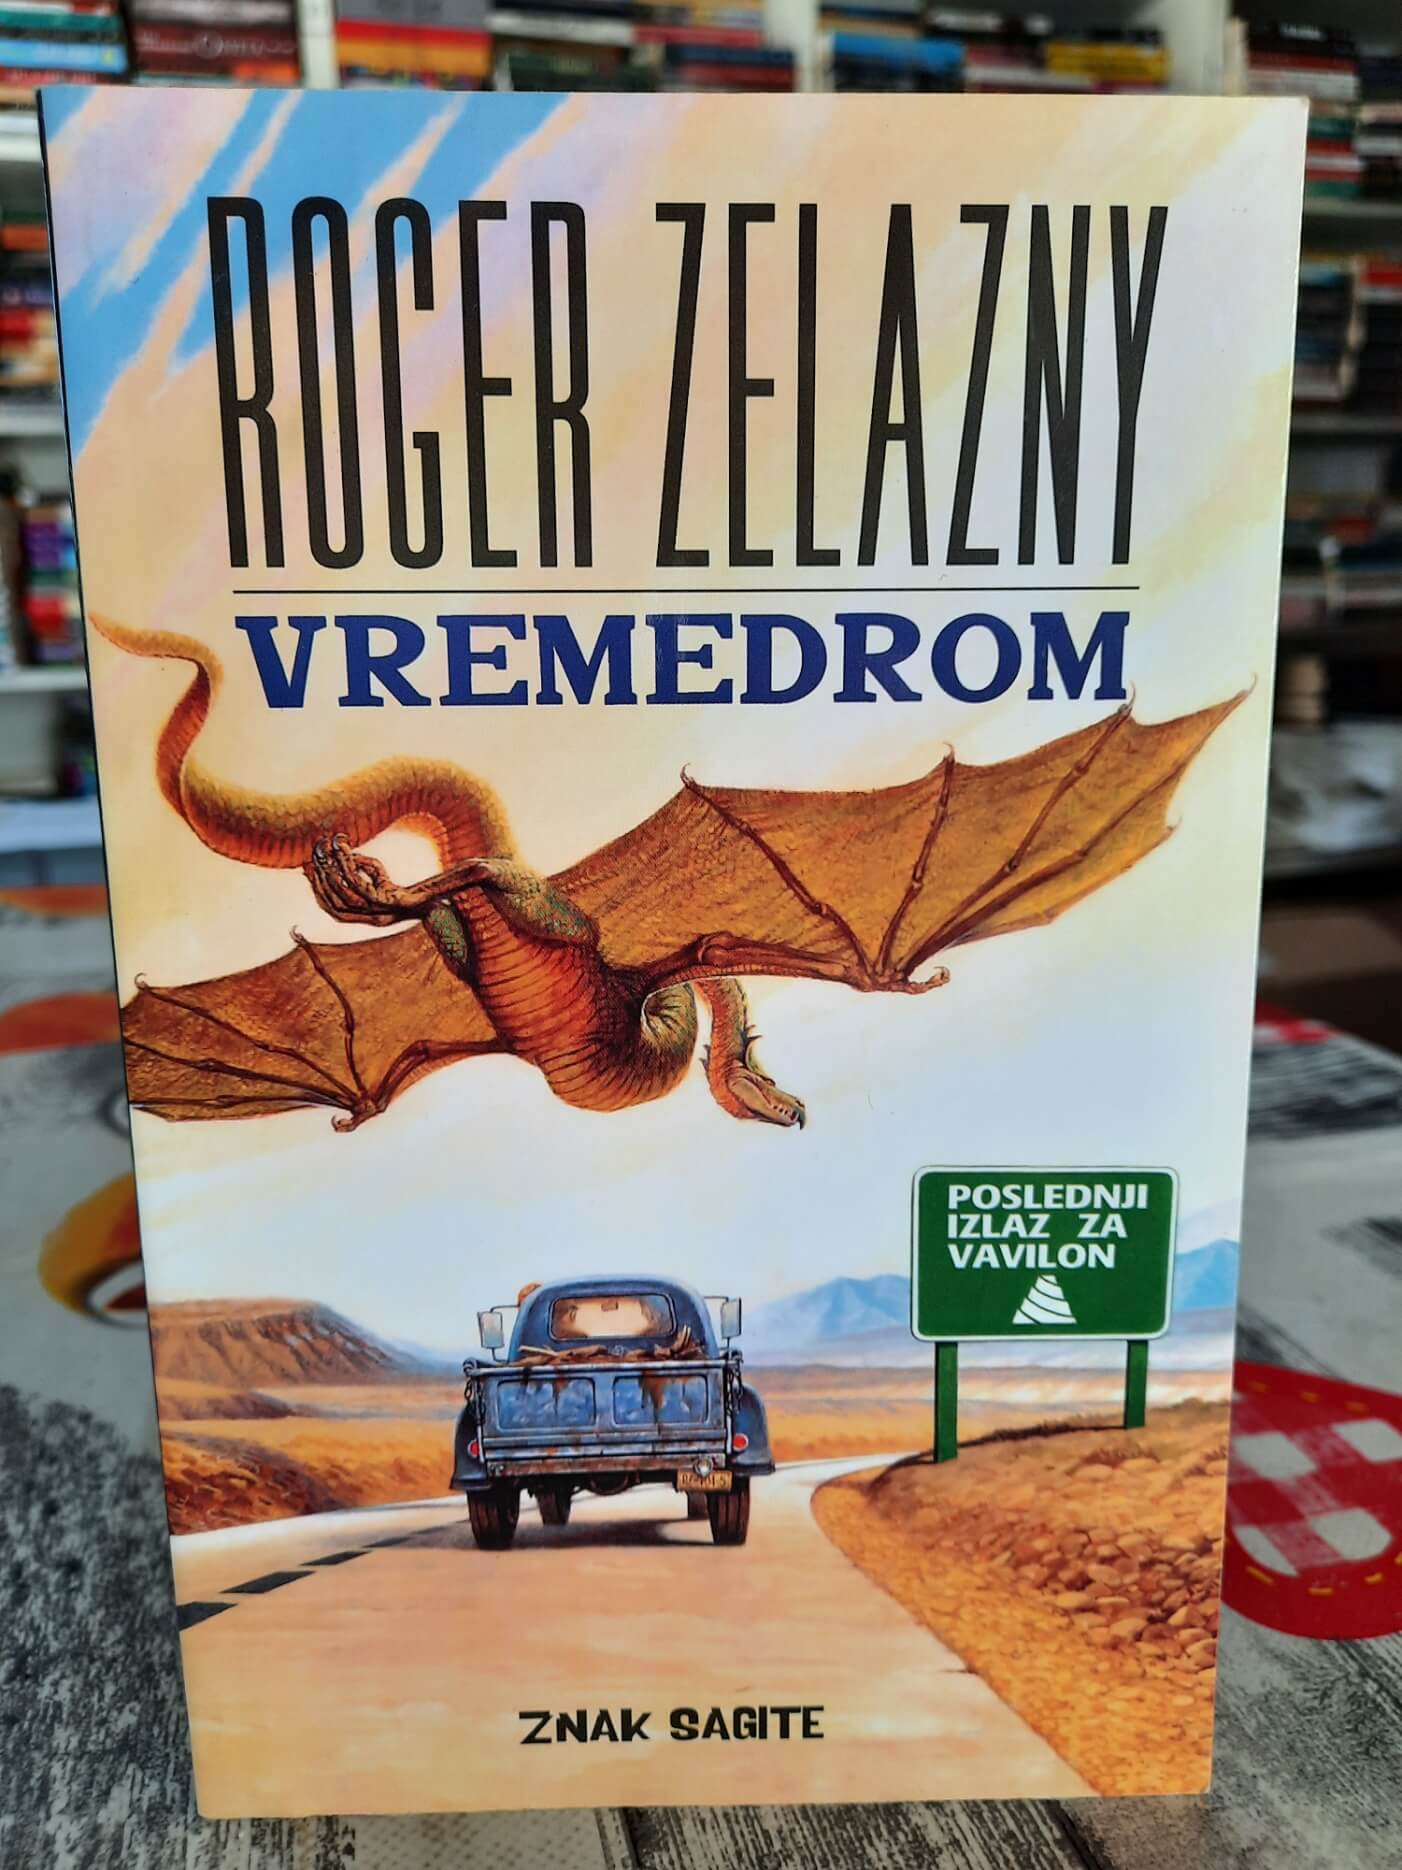 ROGER ZELAZNY
VREMEDROM
POSLEDNJI
IZLAZ ZA
VAVILON
ZNAK SAGITE